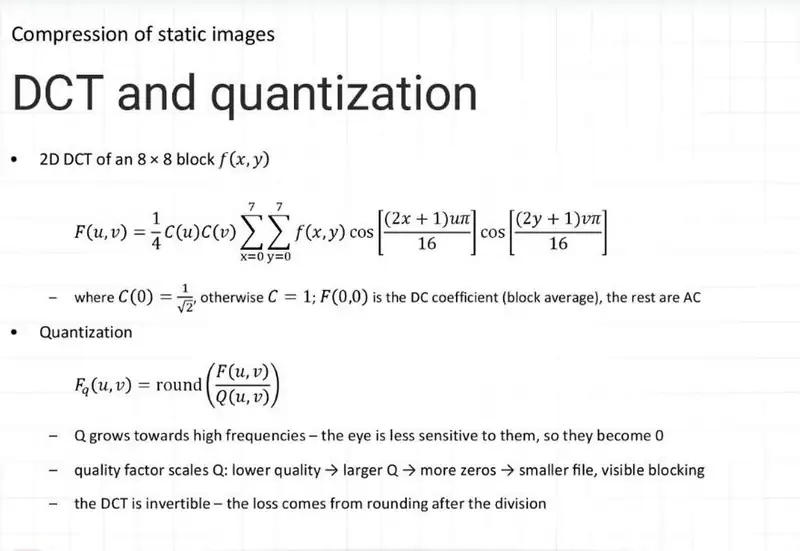 Compression of static images
DCT and quantization
• 2D DCT of an 8 × 8 block f(x, y)
F(u, v) = 1/4 C(u)C(v) ∑_{x=0}^{7} ∑_{y=0}^{7} f(x, y) cos[(2x + 1)uπ / 16] cos[(2y + 1)vπ / 16]
– where C(0) = 1/√2, otherwise C = 1; F(0,0) is the DC coefficient (block average), the rest are AC
• Quantization
F_q(u, v) = round(F(u, v) / Q(u, v))
– Q grows towards high frequencies – the eye is less sensitive to them, so they become 0
– quality factor scales Q: lower quality → larger Q → more zeros → smaller file, visible blocking
– the DCT is invertible – the loss comes from rounding after the division